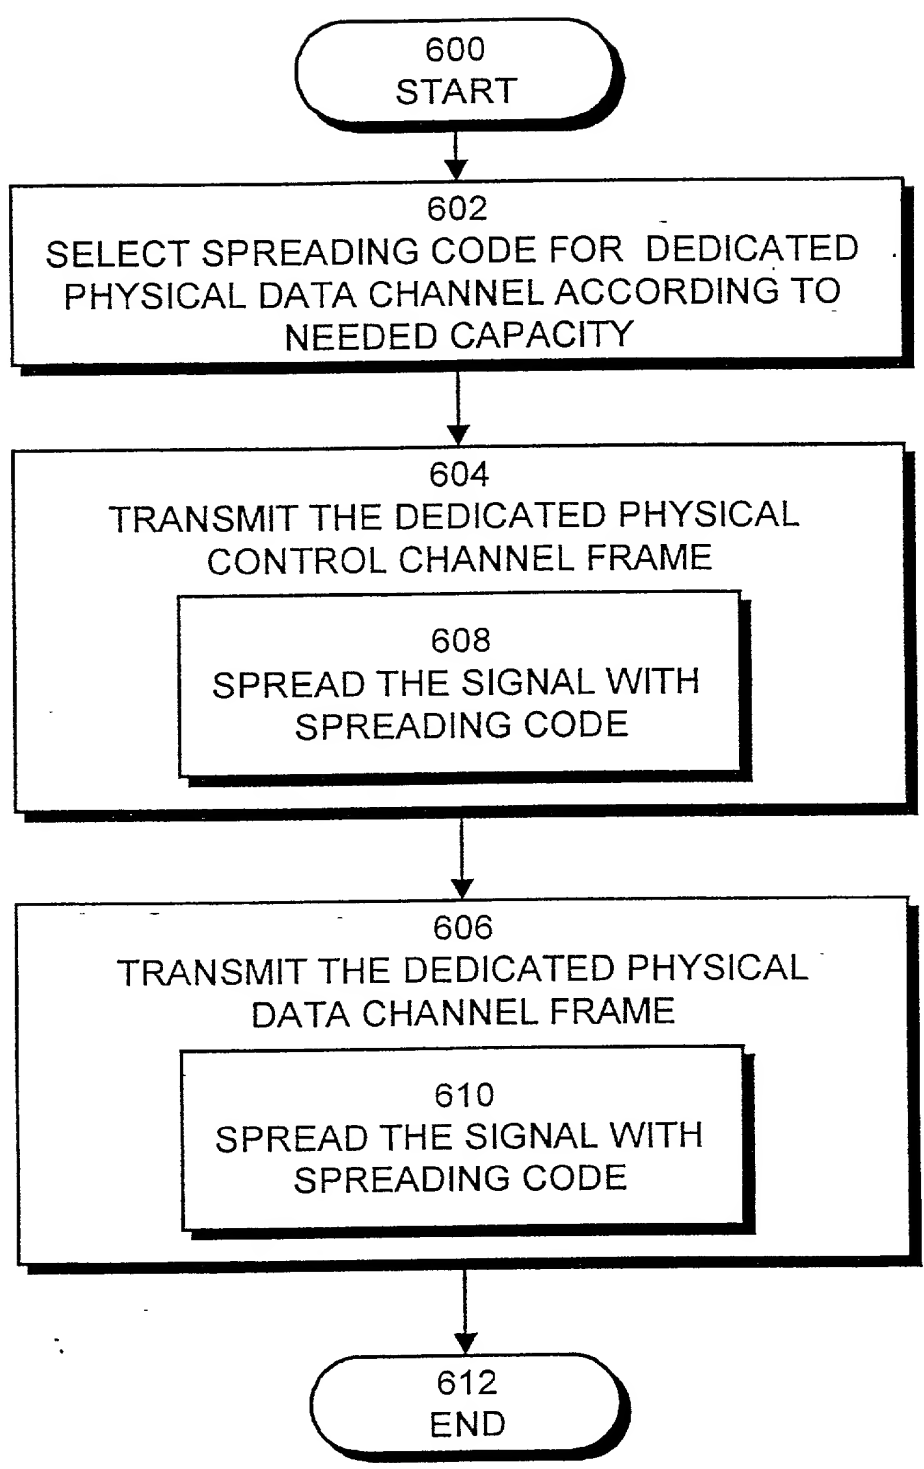 600
START
602
SELECT SPREADING CODE FOR DEDICATED
PHYSICAL DATA CHANNEL ACCORDING TO
NEEDED CAPACITY
604
TRANSMIT THE DEDICATED PHYSICAL
CONTROL CHANNEL FRAME
608
SPREAD THE SIGNAL WITH
SPREADING CODE
606
TRANSMIT THE DEDICATED PHYSICAL
DATA CHANNEL FRAME
610
SPREAD THE SIGNAL WITH
SPREADING CODE
612
END